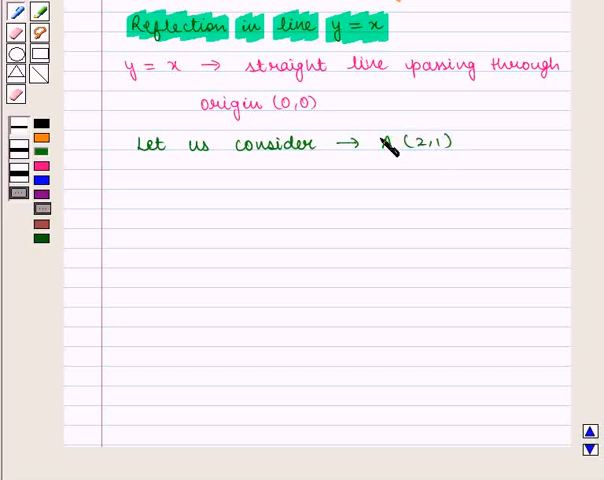 Reflection in line y = x
y = x → straight line passing through
origin (0,0)
Let us consider → A (2,1)